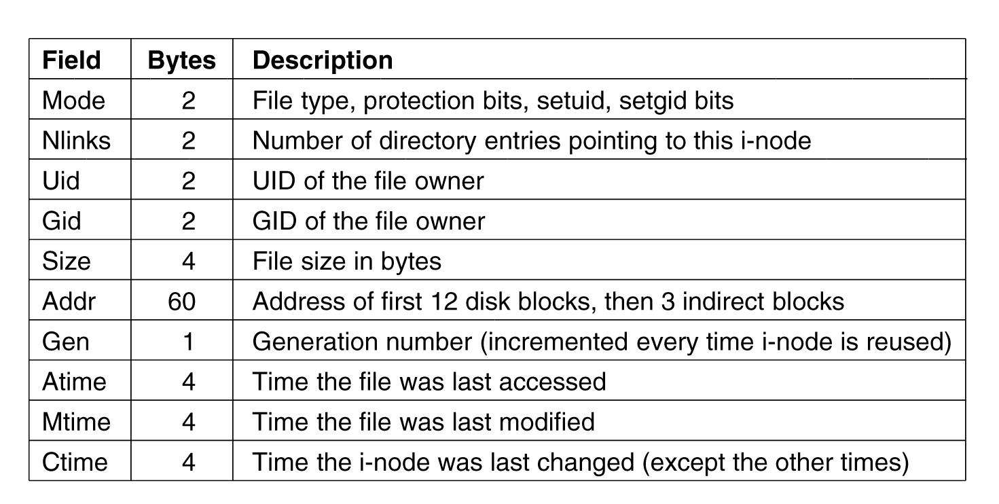 Field Bytes Description
Mode 2 File type, protection bits, setuid, setgid bits
Nlinks 2 Number of directory entries pointing to this i-node
Uid 2 UID of the file owner
Gid 2 GID of the file owner
Size 4 File size in bytes
Addr 60 Address of first 12 disk blocks, then 3 indirect blocks
Gen 1 Generation number (incremented every time i-node is reused)
Atime 4 Time the file was last accessed
Mtime 4 Time the file was last modified
Ctime 4 Time the i-node was last changed (except the other times)